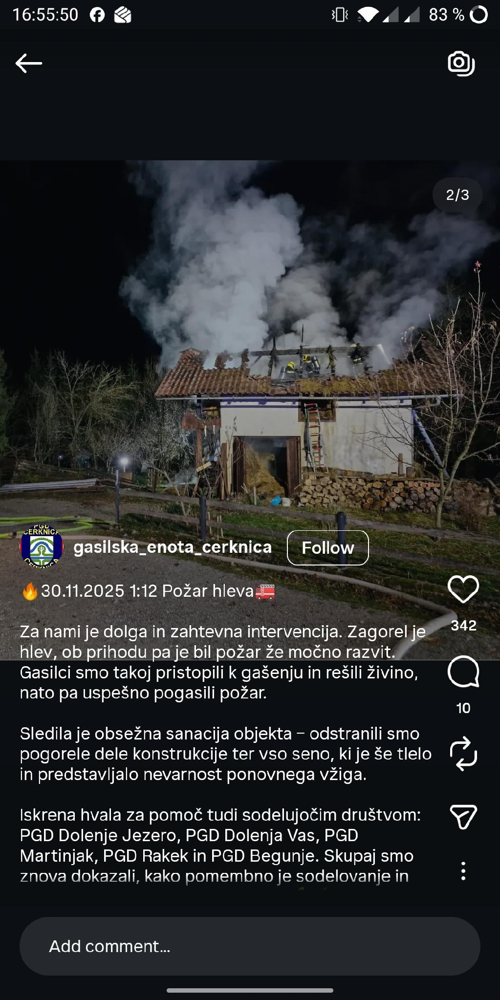 16:55:50
83 %
2/3
PGD
CERKNICA
CERKNICA
gasilska_enota_cerknica
Follow
🔥30.11.2025 1:12 Požar hleva🚒
Za nami je dolga in zahtevna intervencija. Zagorel je
hlev, ob prihodu pa je bil požar že močno razvit.
Gasilci smo takoj pristopili k gašenju in rešili živino,
nato pa uspešno pogasili požar.
Sledila je obsežna sanacija objekta – odstranili smo
pogorele dele konstrukcije ter vso seno, ki je še tlelo
in predstavljalo nevarnost ponovnega vžiga.
Iskrena hvala za pomoč tudi sodelujočim društvom:
PGD Dolenje Jezero, PGD Dolenja Vas, PGD
Martinjak, PGD Rakek in PGD Begunje. Skupaj smo
znova dokazali, kako pomembno je sodelovanje in
342
10
Add comment...